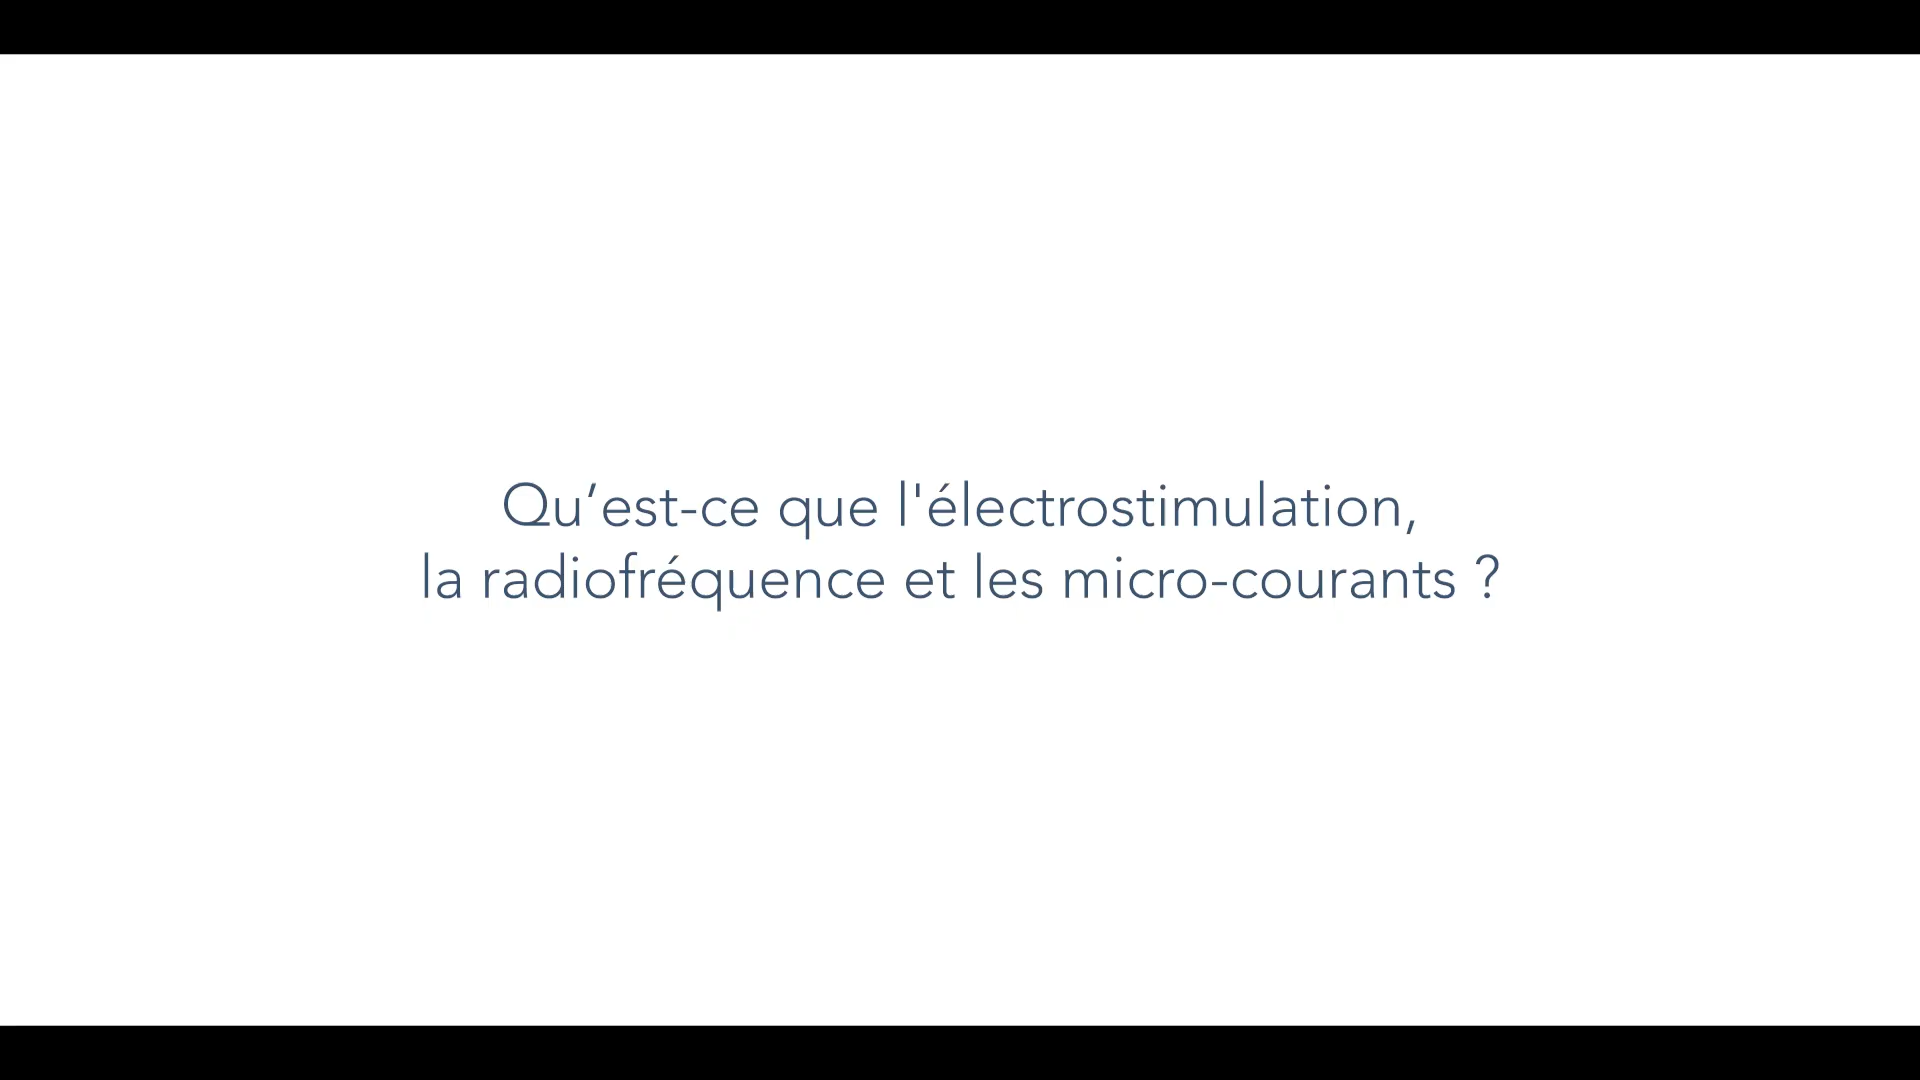 Qu’est-ce que l'électrostimulation,
la radiofréquence et les micro-courants ?